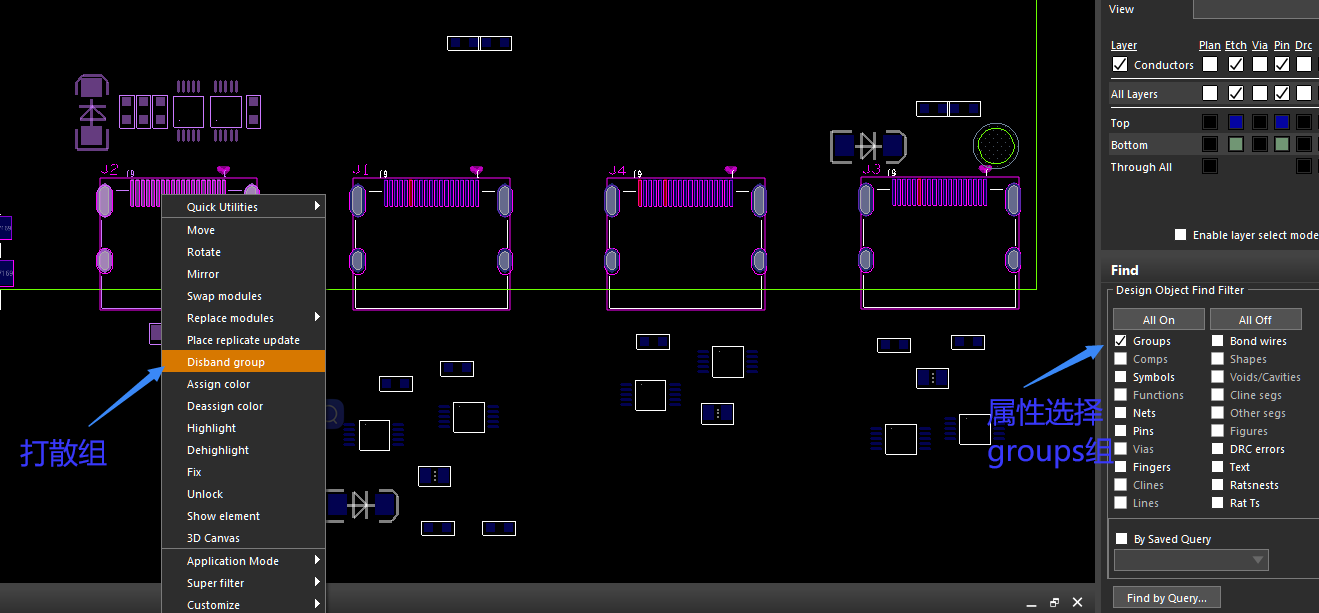 View
Layer Plan Etch Via Pin Drc
Conductors
All Layers
Top
Bottom
Through All
Enable layer select mode
Find
Design Object Find Filter
All On All Off
Groups Bond wires
Comps Shapes
Symbols Voids/Cavities
Functions Cline segs
Nets Other segs
Pins Figures
Vias DRC errors
Fingers Text
Clines Ratsnests
Lines Rat Ts
By Saved Query
Find by Query...
J2
J1
J4
J3
Quick Utilities
Move
Rotate
Mirror
Swap modules
Replace modules
Place replicate update
Disband group
Assign color
Deassign color
Highlight
Dehighlight
Fix
Unlock
Show element
3D Canvas
Application Mode
Super filter
Customize
打散组
属性选择
groups组